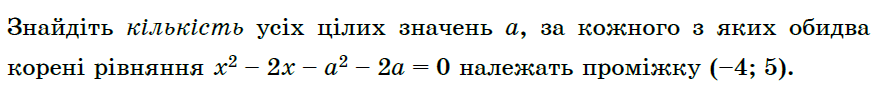 Знайдіть кількість усіх цілих значень a, за кожного з яких обидва
корені рівняння x² – 2x – a² – 2a = 0 належать проміжку (–4; 5).